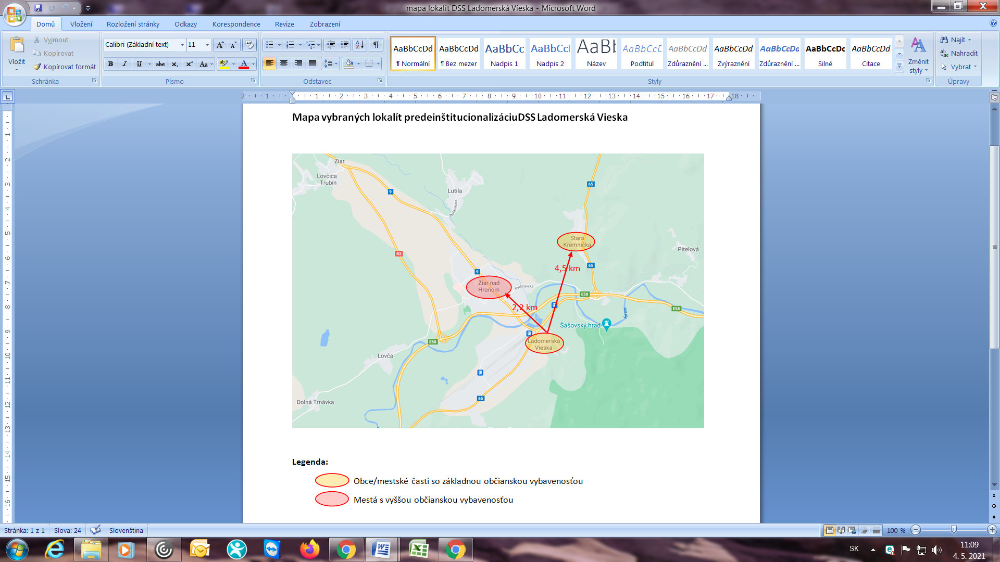 mapa lokalit DSS Ladomerská Vieska - Microsoft Word
Domů Vložení Rozložení stránky Odkazy Korespondence Revize Zobrazení
Vložit
Vyjmout
Kopírovat
Kopírovat formát
Schránka
Calibri (Základní text) 11
Písmo
Odstavec
AaBbCcDd AaBbCcDd AaBbCc AaBbCcl AaBl AaBbCcL AaBbCcDd AaBbCcDd AaBbCcDa AaBbCcDc AaBbCcDd
¶ Normální ¶ Bez mezer Nadpis 1 Nadpis 2 Název Podtitul Zdůraznění ... Zvýraznění Zdůraznění ... Silné Citace
Změnit
styly
Styly
Najít
Nahradit
Vybrat
Úpravy
2 1 1 2 3 4 5 6 7 8 9 10 11 12 13 14 15 16 17 18
Mapa vybraných lokalít predeinštitucionalizáciuDSS Ladomerská Vieska
Žiar
Lovčica
- Trubín
9
Lutila
Štefánikova
65
Stará
Kremnička
Pitelová
R2
4,5 km
65
9
Žiar nad
Hronom
Partizánska
E58
2,2 km
E58
Hron
Šášovský hrad
Ladomerská
Vieska
E58
Lovča
65
Dolná Trnávka
Legenda:
Obce/mestské časti so základnou občianskou vybavenosťou
Mestá s vyššou občianskou vybavenosťou
Stránka: 1 z 1 Slova: 24 Slovenština
100 %
SK
11:09
4. 5. 2021